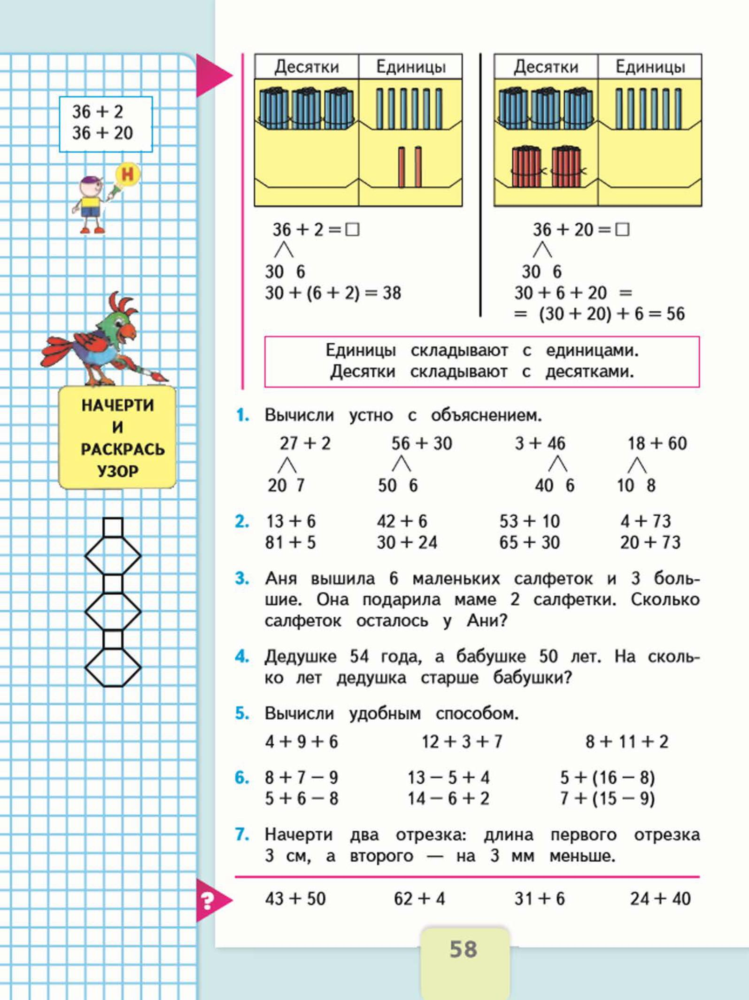 36 + 2
36 + 20
Н
НАЧЕРТИ
И
РАСКРАСЬ
УЗОР
Десятки Единицы
36 + 2 = □
30 6
30 + (6 + 2) = 38
Десятки Единицы
36 + 20 = □
30 6
30 + 6 + 20 =
= (30 + 20) + 6 = 56
Единицы складывают с единицами.
Десятки складывают с десятками.
1. Вычисли устно с объяснением.
27 + 2 56 + 30 3 + 46 18 + 60
20 7 50 6 40 6 10 8
2. 13 + 6 42 + 6 53 + 10 4 + 73
81 + 5 30 + 24 65 + 30 20 + 73
3. Аня вышила 6 маленьких салфеток и 3 боль-
шие. Она подарила маме 2 салфетки. Сколько
салфеток осталось у Ани?
4. Дедушке 54 года, а бабушке 50 лет. На сколь-
ко лет дедушка старше бабушки?
5. Вычисли удобным способом.
4 + 9 + 6 12 + 3 + 7 8 + 11 + 2
6. 8 + 7 − 9 13 − 5 + 4 5 + (16 − 8)
5 + 6 − 8 14 − 6 + 2 7 + (15 − 9)
7. Начерти два отрезка: длина первого отрезка
3 см, а второго — на 3 мм меньше.
? 43 + 50 62 + 4 31 + 6 24 + 40
58